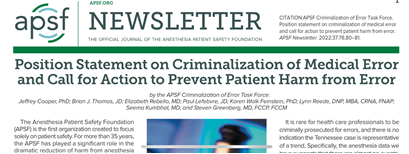 APSF.ORG
apsf
NEWSLETTER
THE OFFICIAL JOURNAL OF THE ANESTHESIA PATIENT SAFETY FOUNDATION
CITATION:APSF Criminalization of Error Task Force.
Position statement on criminalization of medical error
and call for action to prevent patient harm from error.
APSF Newsletter. 2022;37:78,80–81.
Position Statement on Criminalization of Medical Error
and Call for Action to Prevent Patient Harm from Error
by the APSF Criminalization of Error Task Force:
Jeffrey Cooper, PhD; Brian J. Thomas, JD; Elizabeth Rebello, MD; Paul Lefebvre, JD; Karen Wolk Feinstein, PhD; Lynn Reede, DNP, MBA, CRNA, FNAP;
Seema Kumbhat, MD; and Steven Greenberg, MD, FCCP, FCCM
The Anesthesia Patient Safety Foundation
(APSF) is the first organization created to focus
solely on patient safety. For more than 35 years,
the APSF has played a significant role in the
dramatic reduction of harm from anesthesia
It is rare for health care professionals to be
criminally prosecuted for errors, and there is no
indication the Tennessee case is representative
of a trend. Specifically, the anesthesia data we